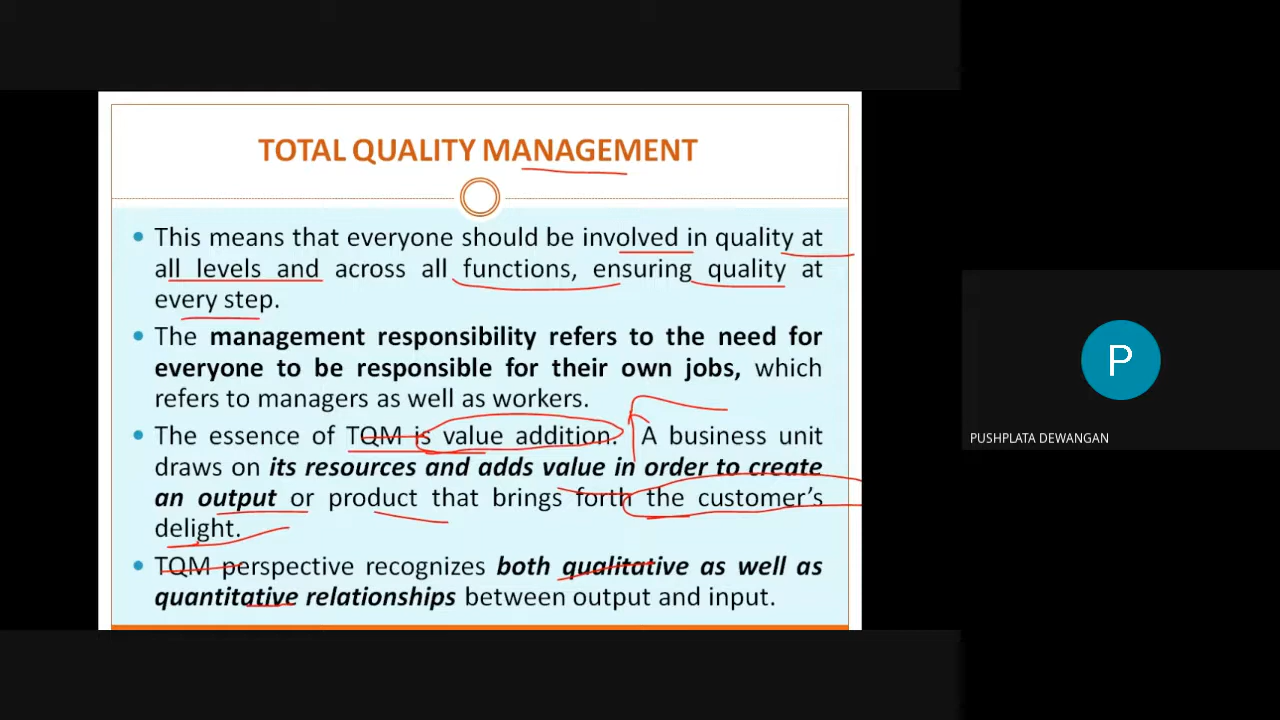 TOTAL QUALITY MANAGEMENT
• This means that everyone should be involved in quality at
all levels and across all functions, ensuring quality at
every step.
• The management responsibility refers to the need for
everyone to be responsible for their own jobs, which
refers to managers as well as workers.
• The essence of TQM is value addition. A business unit
draws on its resources and adds value in order to create
an output or product that brings forth the customer's
delight.
• TQM perspective recognizes both qualitative as well as
quantitative relationships between output and input.
P
PUSHPLATA DEWANGAN